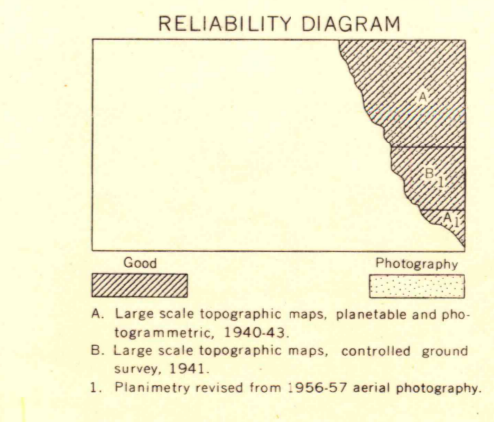 RELIABILITY DIAGRAM
A
B 1
A 1
Good
Photography
A. Large scale topographic maps, planetable and pho-
togrammetric, 1940-43.
B. Large scale topographic maps, controlled ground
survey, 1941.
1. Planimetry revised from 1956-57 aerial photography.